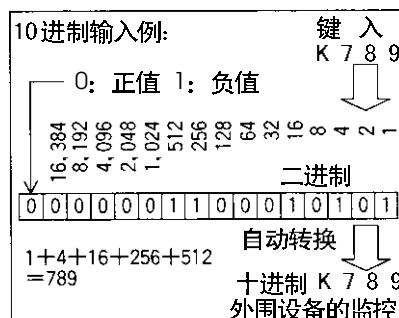 10进制输入例:
键 入
K 7 8 9
0: 正值 1: 负值
16,384 8,192 4,096 2,048 1,024 512 256 128 64 32 16 8 4 2 1
二进制
0 0 0 0 0 0 1 1 0 0 0 1 0 1 0 1
自动转换
1+4+16+256+512
=789
十进制 K 7 8 9
外围设备的监控